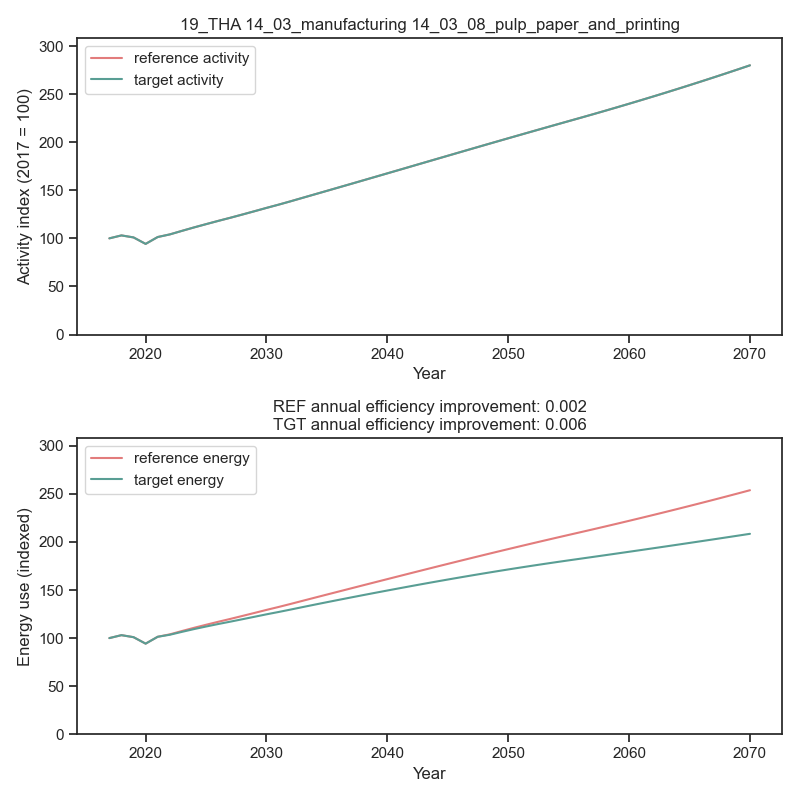 19_THA 14_03_manufacturing 14_03_08_pulp_paper_and_printing
300
250
200
150
100
50
0
Activity index (2017 = 100)
reference activity
target activity
2020 2030 2040 2050 2060 2070
Year
REF annual efficiency improvement: 0.002
TGT annual efficiency improvement: 0.006
300
250
200
150
100
50
0
Energy use (indexed)
reference energy
target energy
2020 2030 2040 2050 2060 2070
Year